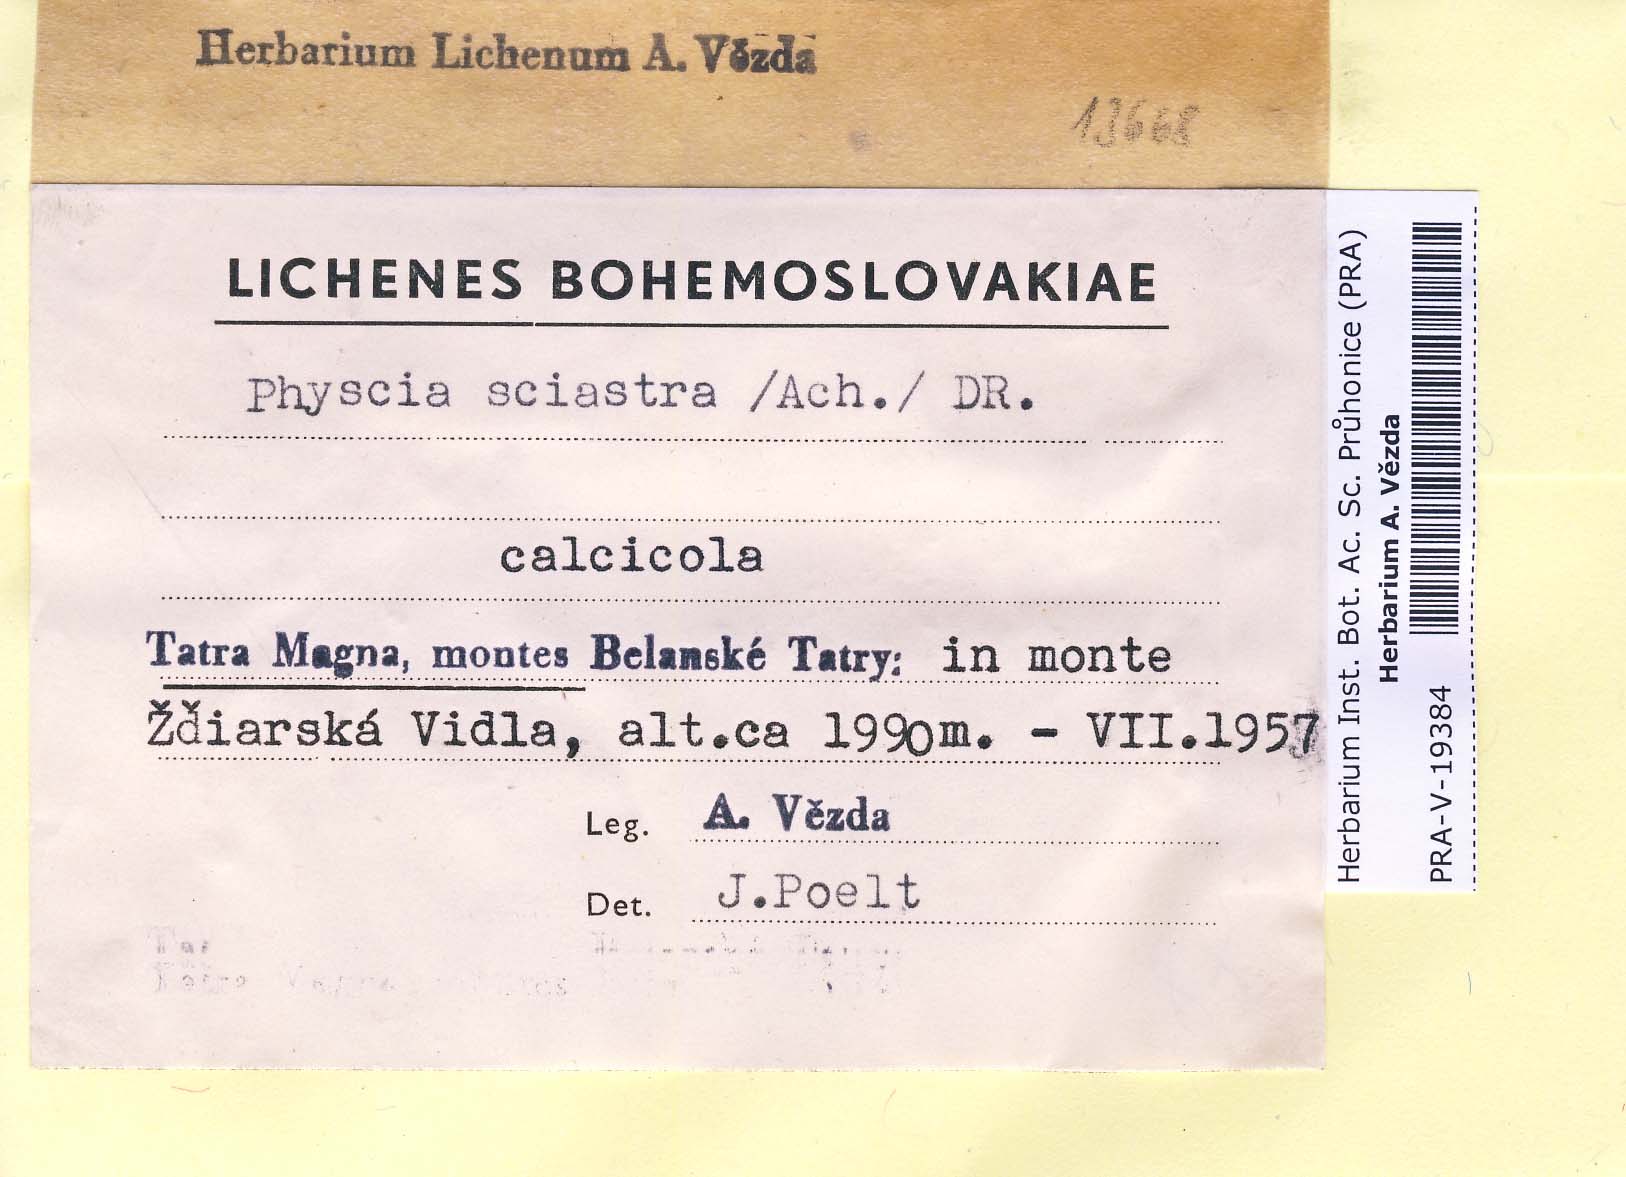 Herbarium Lichenum A. Vězda
13668
LICHENES BOHEMOSLOVAKIAE
Physcia sciastra /Ach./ DR.
calcicola
Tatra Magna, montes Belanské Tatry: in monte
Ždiarská Vidla, alt.ca 1990m. - VII.1957
Leg. A. Vězda
Det. J.Poelt
Herbarium Inst. Bot. Ac. Sc. Průhonice (PRA)
Herbarium A. Vězda
PRA-V-19384